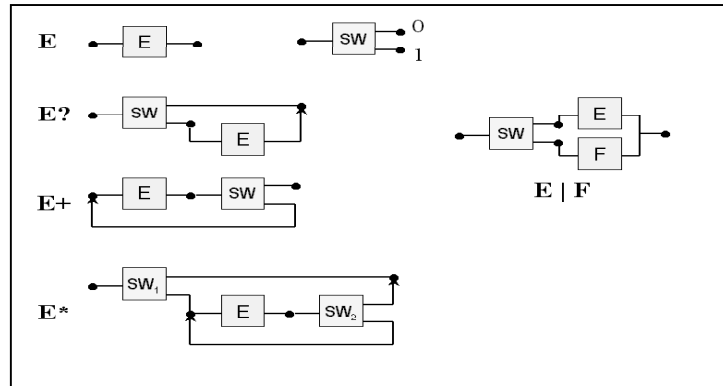 E E SW 0
1
E? SW E
E
SW
F
E+ E SW
E | F
SW₁
E* E SW₂